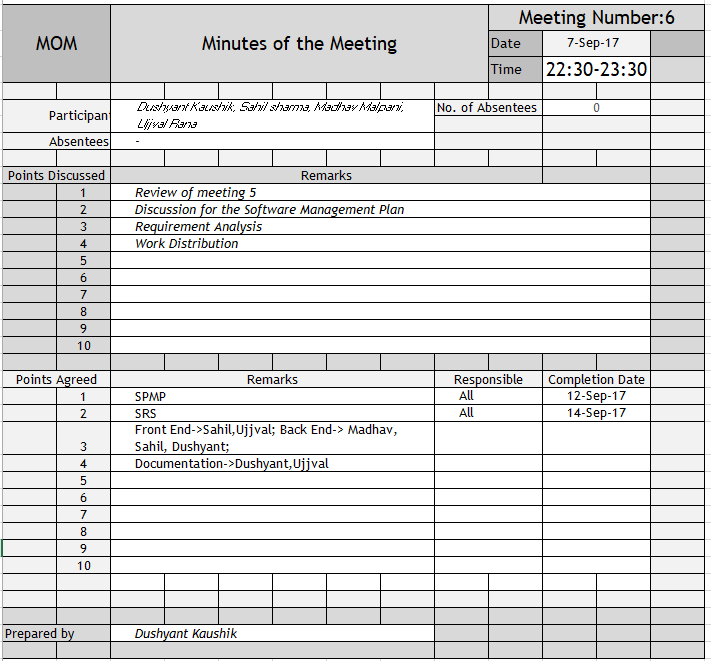 MOM
Minutes of the Meeting
Meeting Number:6
Date 7-Sep-17
Time 22:30-23:30
Participan Dushyant Kaushik, Sahil sharma, Madhav Malpani, No. of Absentees 0
Ujjval Rana
Absentees -
Points Discussed Remarks
1 Review of meeting 5
2 Discussion for the Software Management Plan
3 Requirement Analysis
4 Work Distribution
5
6
7
8
9
10
Points Agreed Remarks Responsible Completion Date
1 SPMP All 12-Sep-17
2 SRS All 14-Sep-17
Front End->Sahil,Ujjval; Back End-> Madhav,
3 Sahil, Dushyant;
4 Documentation->Dushyant,Ujjval
5
6
7
8
9
10
Prepared by Dushyant Kaushik